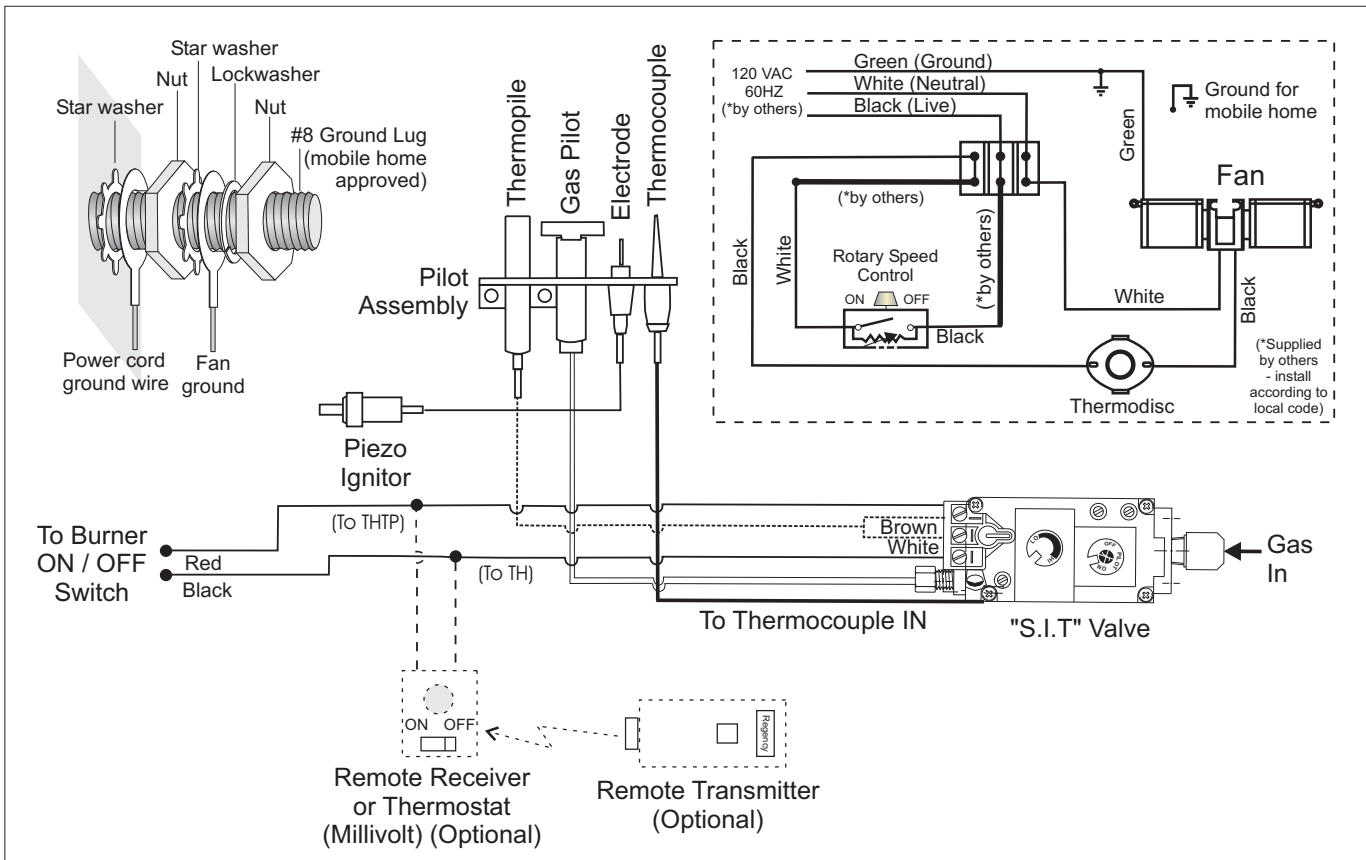 Star washer
Lockwasher
Nut
Nut
Star washer
#8 Ground Lug
(mobile home
approved)
Power cord
ground wire
Fan
ground
Thermopile
Gas Pilot
Electrode
Thermocouple
Pilot
Assembly
Piezo
Ignitor
120 VAC
60HZ
(*by others)
Green (Ground)
White (Neutral)
Black (Live)
Ground for
mobile home
Green
Fan
(*by others)
(*by others)
Black
White
Rotary Speed
Control
ON OFF
Black
White
Black
Thermodisc
(*Supplied
by others
- install
according to
local code)
To Burner
ON / OFF
Switch
Red
Black
(To THTP)
(To TH)
Brown
White
LO
HI
OFF
PILOT
ON
Gas
In
To Thermocouple IN
"S.I.T" Valve
ON OFF
Remote Receiver
or Thermostat
(Millivolt) (Optional)
Regency
Remote Transmitter
(Optional)